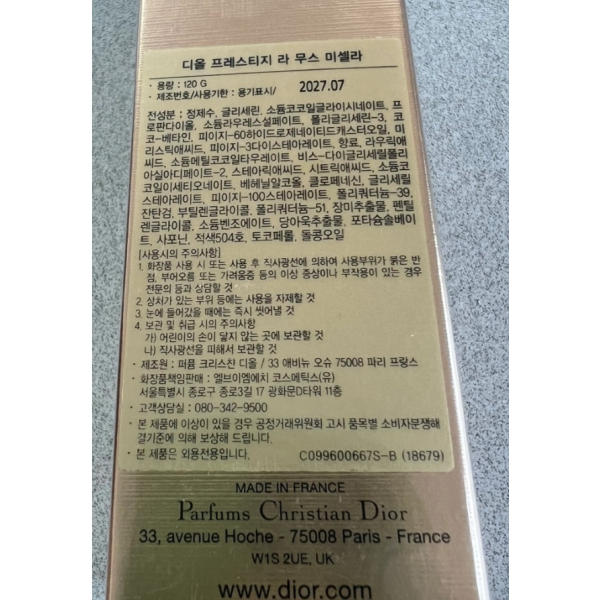 디올 프레스티지 라 무스 미셀라
· 용량 : 120 G
· 제조번호/사용기한 : 용기표시/ 2027.07
전성분 : 정제수, 글리세린, 소듐코코일글라이시네이트, 프
로판다이올, 소듐라우레스설페이트, 폴리글리세린-3, 코
코-베타인, 피이지-60하이드로제네이티드캐스터오일, 미
리스틱애씨드, 피이지-3다이스테아레이트, 향료, 라우릭애
씨드, 소듐메틸코코일타우레이트, 비스-다이글리세릴폴리
아실아디페이트-2, 스테아릭애씨드, 시트릭애씨드, 소듐코
코일이세티오네이트, 베헤닐알코올, 클로페네신, 글리세릴
스테아레이트, 피이지-100스테아레이트, 폴리쿼터늄-39,
잔탄검, 부틸렌글라이콜, 폴리쿼터늄-51, 장미추출물, 펜틸
렌글라이콜, 소듐벤조에이트, 당아욱추출물, 포타슘솔베이
트, 사포닌, 적색504호, 토코페롤, 돌콩오일
[사용시의 주의사항]
1. 화장품 사용 시 또는 사용 후 직사광선에 의하여 사용부위가 붉은 반
점, 부어오름 또는 가려움증 등의 이상 증상이나 부작용이 있는 경우
전문의 등과 상담할 것
2. 상처가 있는 부위 등에는 사용을 자제할 것
3. 눈에 들어갔을 때에는 즉시 씻어낼 것
4. 보관 및 취급 시의 주의사항
가) 어린이의 손이 닿지 않는 곳에 보관할 것
나) 직사광선을 피해서 보관할 것
· 제조원 : 퍼퓸 크리스챤 디올 / 33 애비뉴 오슈 75008 파리 프랑스
· 화장품책임판매 : 엘브이엠에치 코스메틱스(유)
서울특별시 종로구 종로3길 17 광화문D타워 11층
· 고객상담실 : 080-342-9500
· 본 제품에 이상이 있을 경우 공정거래위원회 고시 품목별 소비자분쟁해
결기준에 의해 보상해 드립니다.
· 본 제품은 외용전용입니다. C099600667S-B (18679)
MADE IN FRANCE
Parfums Christian Dior
33, avenue Hoche - 75008 Paris - France
W1S 2UE, UK
www.dior.com